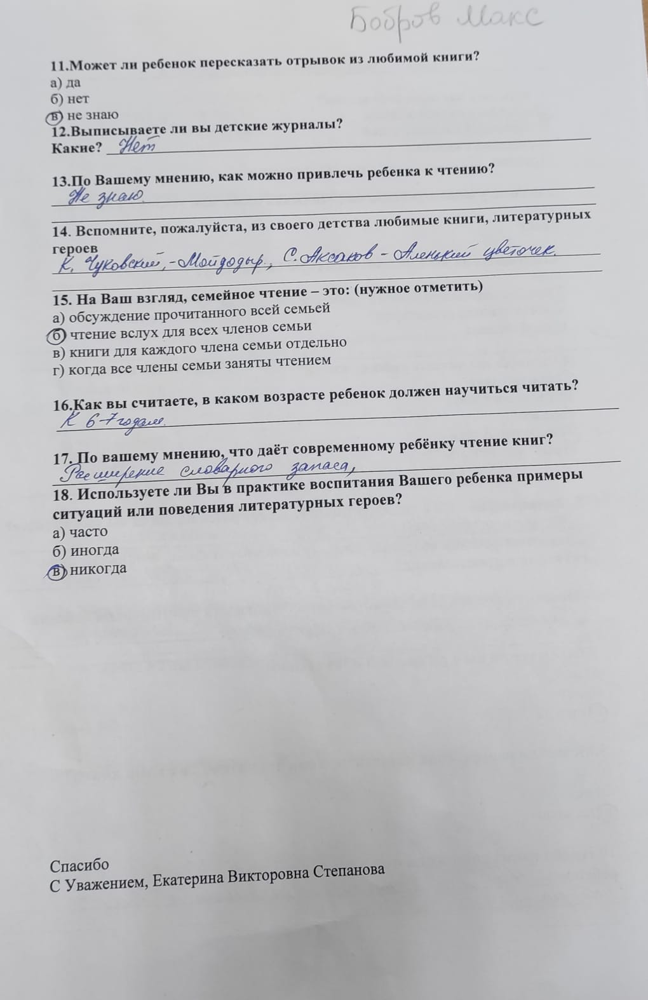 Бобров Макс
11.Может ли ребенок пересказать отрывок из любимой книги?
а) да
б) нет
в) не знаю
12.Выписываете ли вы детские журналы?
Какие? Нет
13.По Вашему мнению, как можно привлечь ребенка к чтению?
Не знаю.
14. Вспомните, пожалуйста, из своего детства любимые книги, литературных
героев
К. Чуковский, - Мойдодыр., С. Аксаков - Аленький цветочек.
15. На Ваш взгляд, семейное чтение – это: (нужное отметить)
а) обсуждение прочитанного всей семьей
б) чтение вслух для всех членов семьи
в) книги для каждого члена семьи отдельно
г) когда все члены семьи заняты чтением
16.Как вы считаете, в каком возрасте ребенок должен научиться читать?
К 6-7 годам.
17. По вашему мнению, что даёт современному ребёнку чтение книг?
Расширение словарного запаса,
18. Используете ли Вы в практике воспитания Вашего ребенка примеры
ситуаций или поведения литературных героев?
а) часто
б) иногда
в) никогда
Спасибо
С Уважением, Екатерина Викторовна Степанова